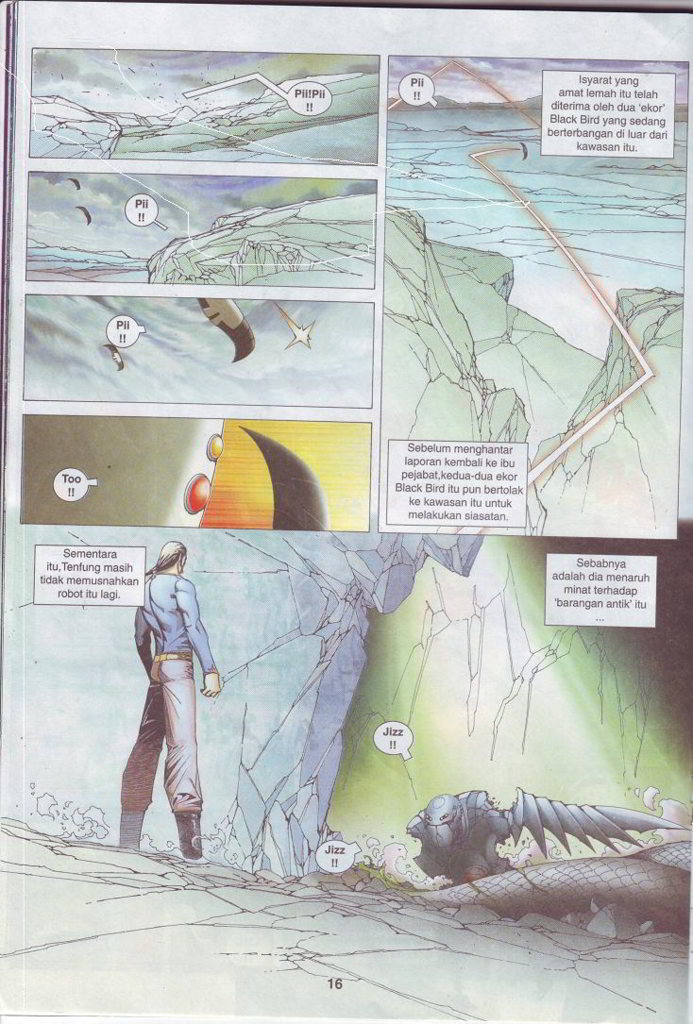 Pii!Pii
!!
Pii
!!
Isyarat yang
amat lemah itu telah
diterima oleh dua 'ekor'
Black Bird yang sedang
berterbangan di luar dari
kawasan itu.
Pii
!!
Pii
!!
Too
!!
Sebelum menghantar
laporan kembali ke ibu
pejabat,kedua-dua ekor
Black Bird itu pun bertolak
ke kawasan itu untuk
melakukan siasatan.
Sementara
itu,Tenfung masih
tidak memusnahkan
robot itu lagi.
Sebabnya
adalah dia menaruh
minat terhadap
'barangan antik' itu
...
Jizz
!!
Jizz
!!
16